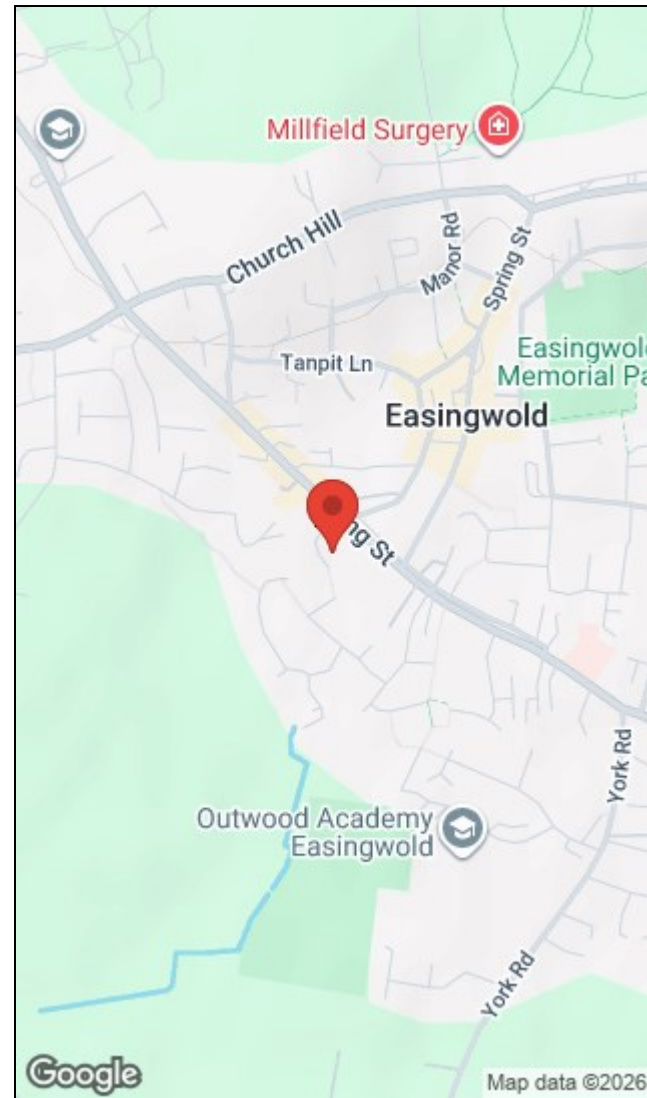 Millfield Surgery
Church Hill
Manor Rd
Spring St
Tanpit Ln
Easingwold
Memorial Pa
Easingwold
ng St
Outwood Academy
Easingwold
York Rd
York Rd
Google
Map data ©2026